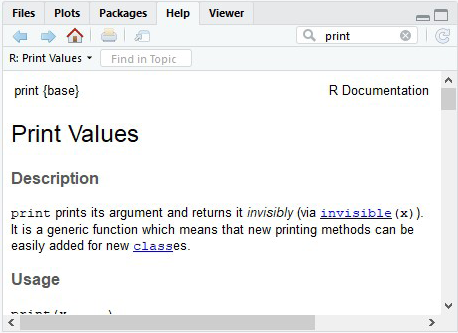 Files Plots Packages Help Viewer
print
R: Print Values Find in Topic
print {base} R Documentation
Print Values
Description
print prints its argument and returns it invisibly (via invisible(x)).
It is a generic function which means that new printing methods can be
easily added for new classes.
Usage